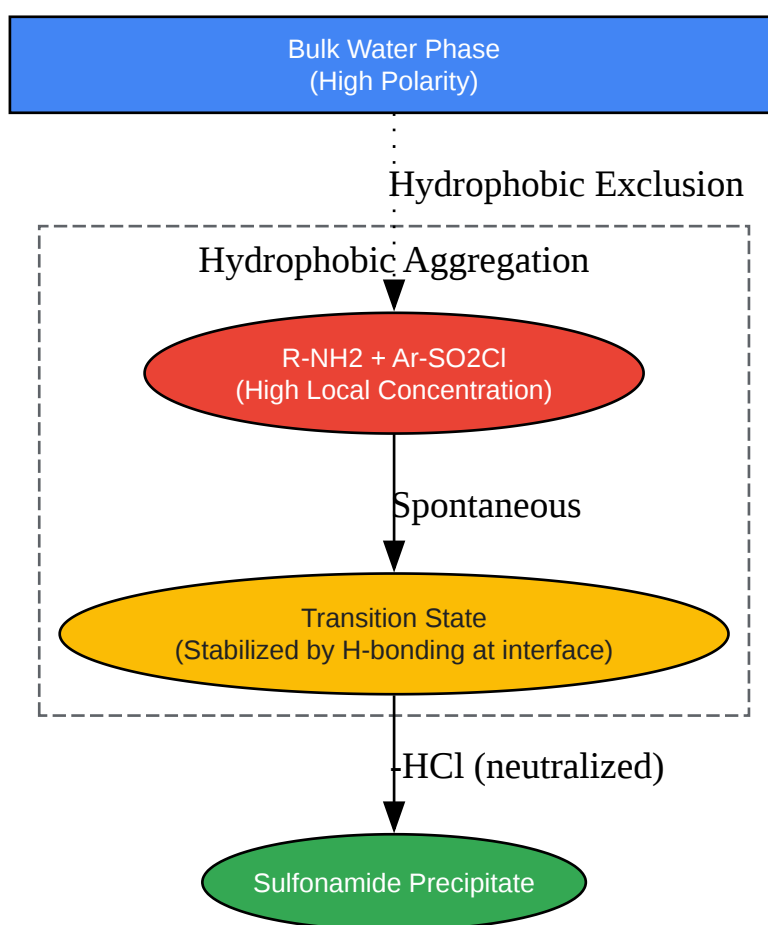 Bulk Water Phase
(High Polarity)
Hydrophobic Exclusion
Hydrophobic Aggregation
R-NH2 + Ar-SO2Cl
(High Local Concentration)
Spontaneous
Transition State
(Stabilized by H-bonding at interface)
-HCl (neutralized)
Sulfonamide Precipitate